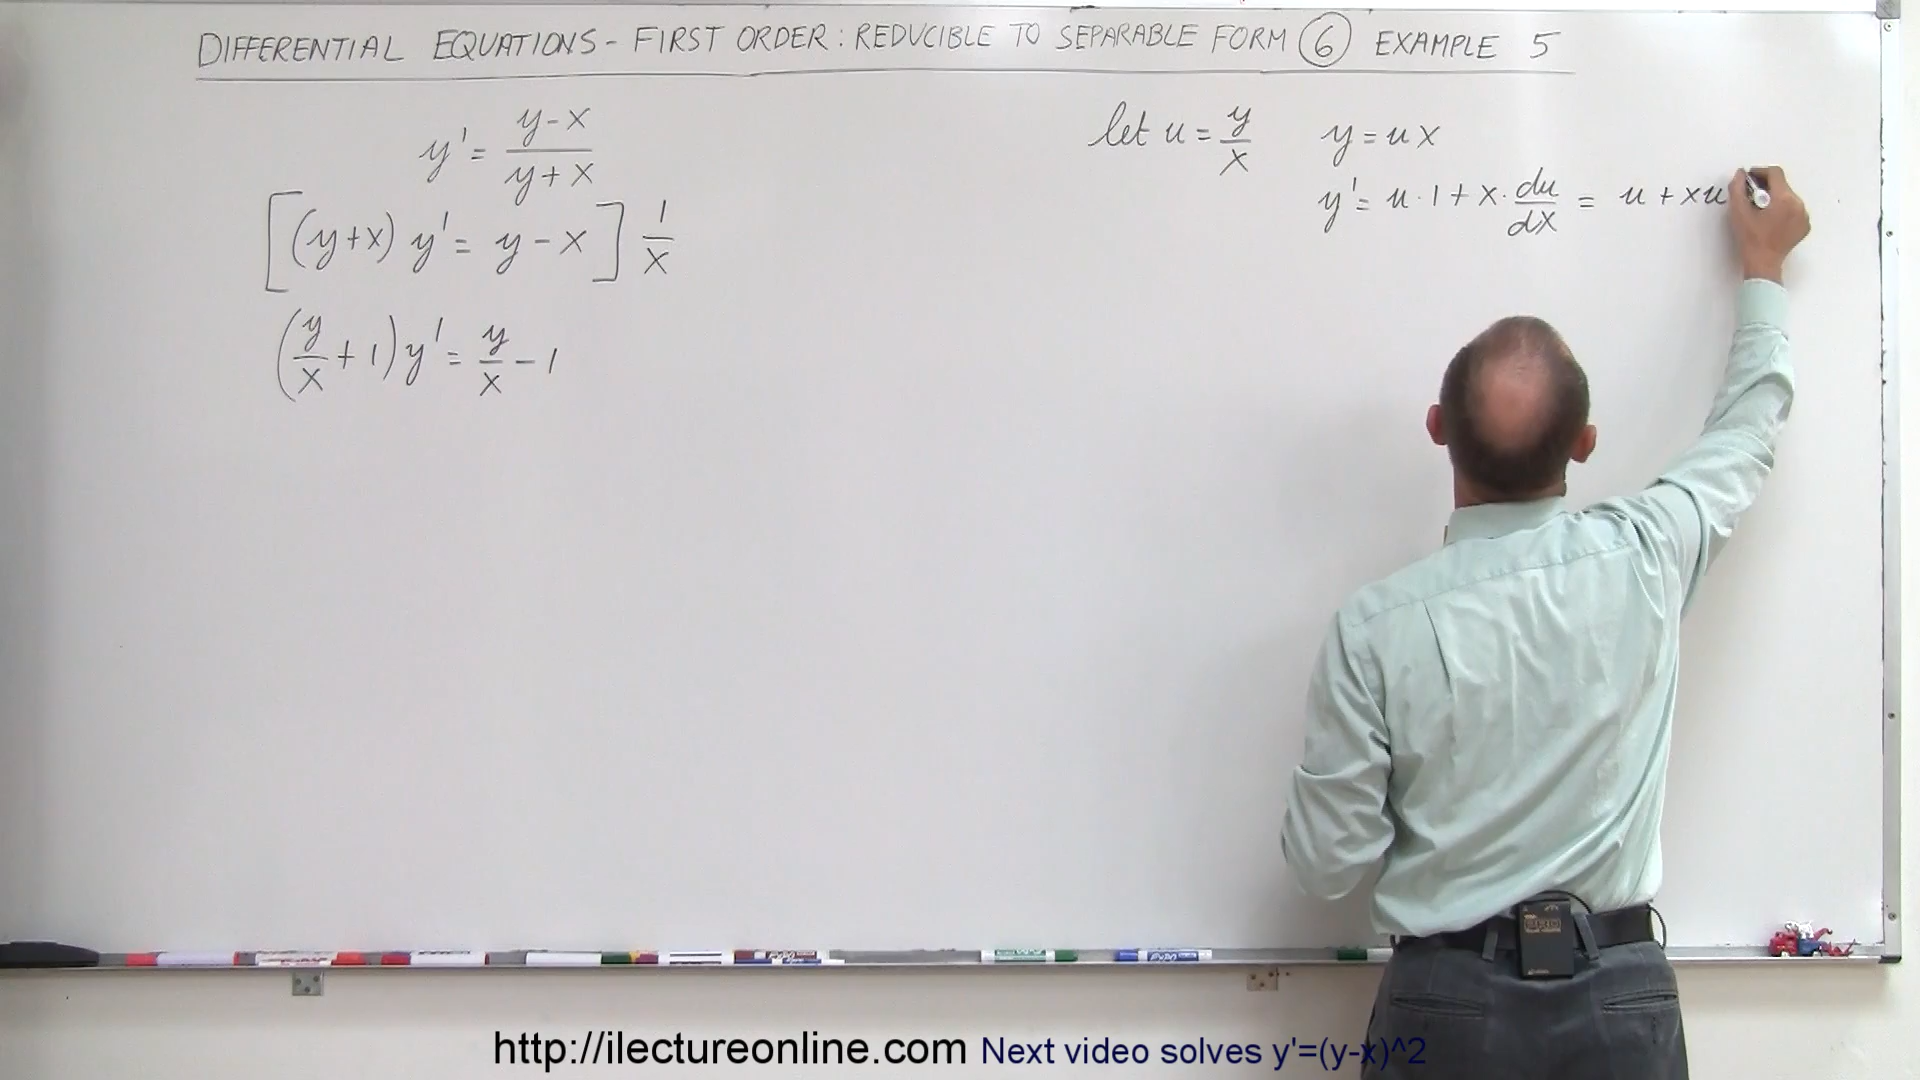 DIFFERENTIAL EQUATIONS - FIRST ORDER: REDUCIBLE TO SEPARABLE FORM 6 EXAMPLE 5
y' = (y-x)/(y+x)
[(y+x) y' = y - x] 1/x
(y/x + 1) y' = y/x - 1
let u = y/x y = ux
y' = u · 1 + x · du/dx = u + xu
http://ilectureonline.com Next video solves y'=(y-x)^2